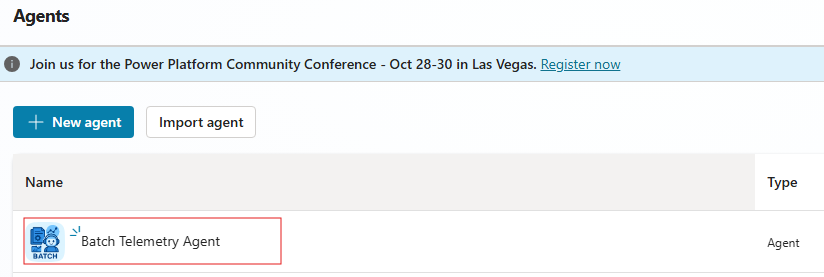 Agents
Join us for the Power Platform Community Conference - Oct 28-30 in Las Vegas. Register now
New agent Import agent
Name Type
BATCH Batch Telemetry Agent Agent